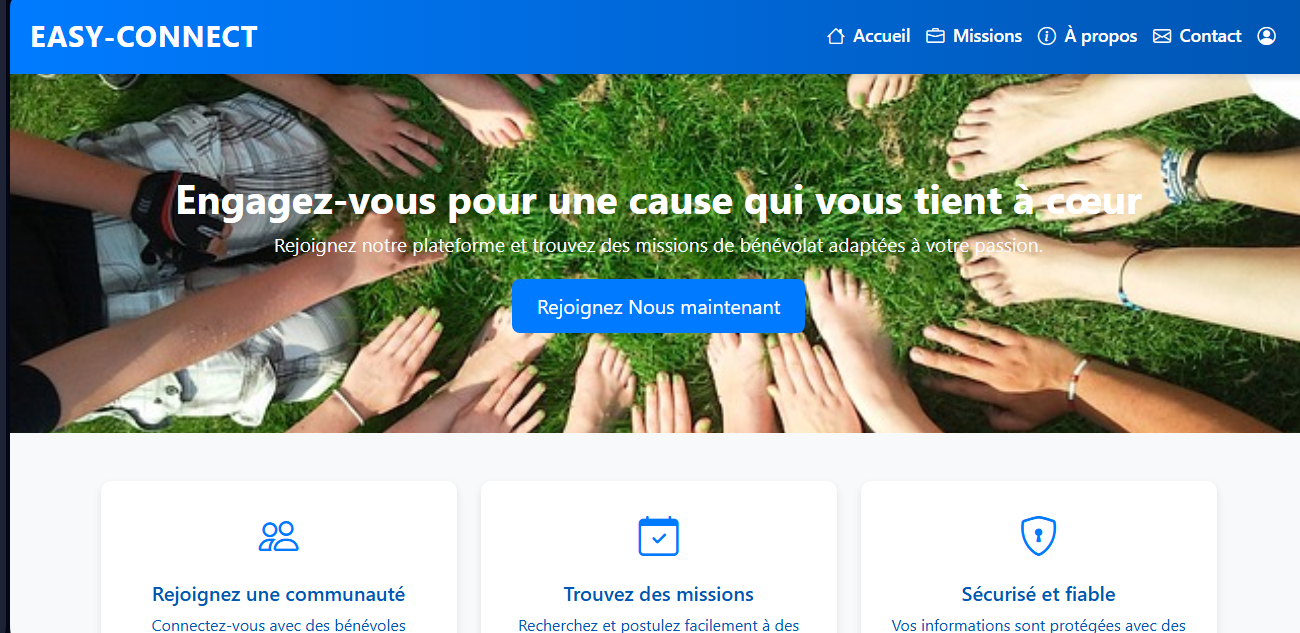 EASY-CONNECT
Accueil Missions À propos Contact
Engagez-vous pour une cause qui vous tient à cœur
Rejoignez notre plateforme et trouvez des missions de bénévolat adaptées à votre passion.
Rejoignez Nous maintenant
Rejoignez une communauté
Connectez-vous avec des bénévoles
Trouvez des missions
Recherchez et postulez facilement à des
Sécurisé et fiable
Vos informations sont protégées avec des